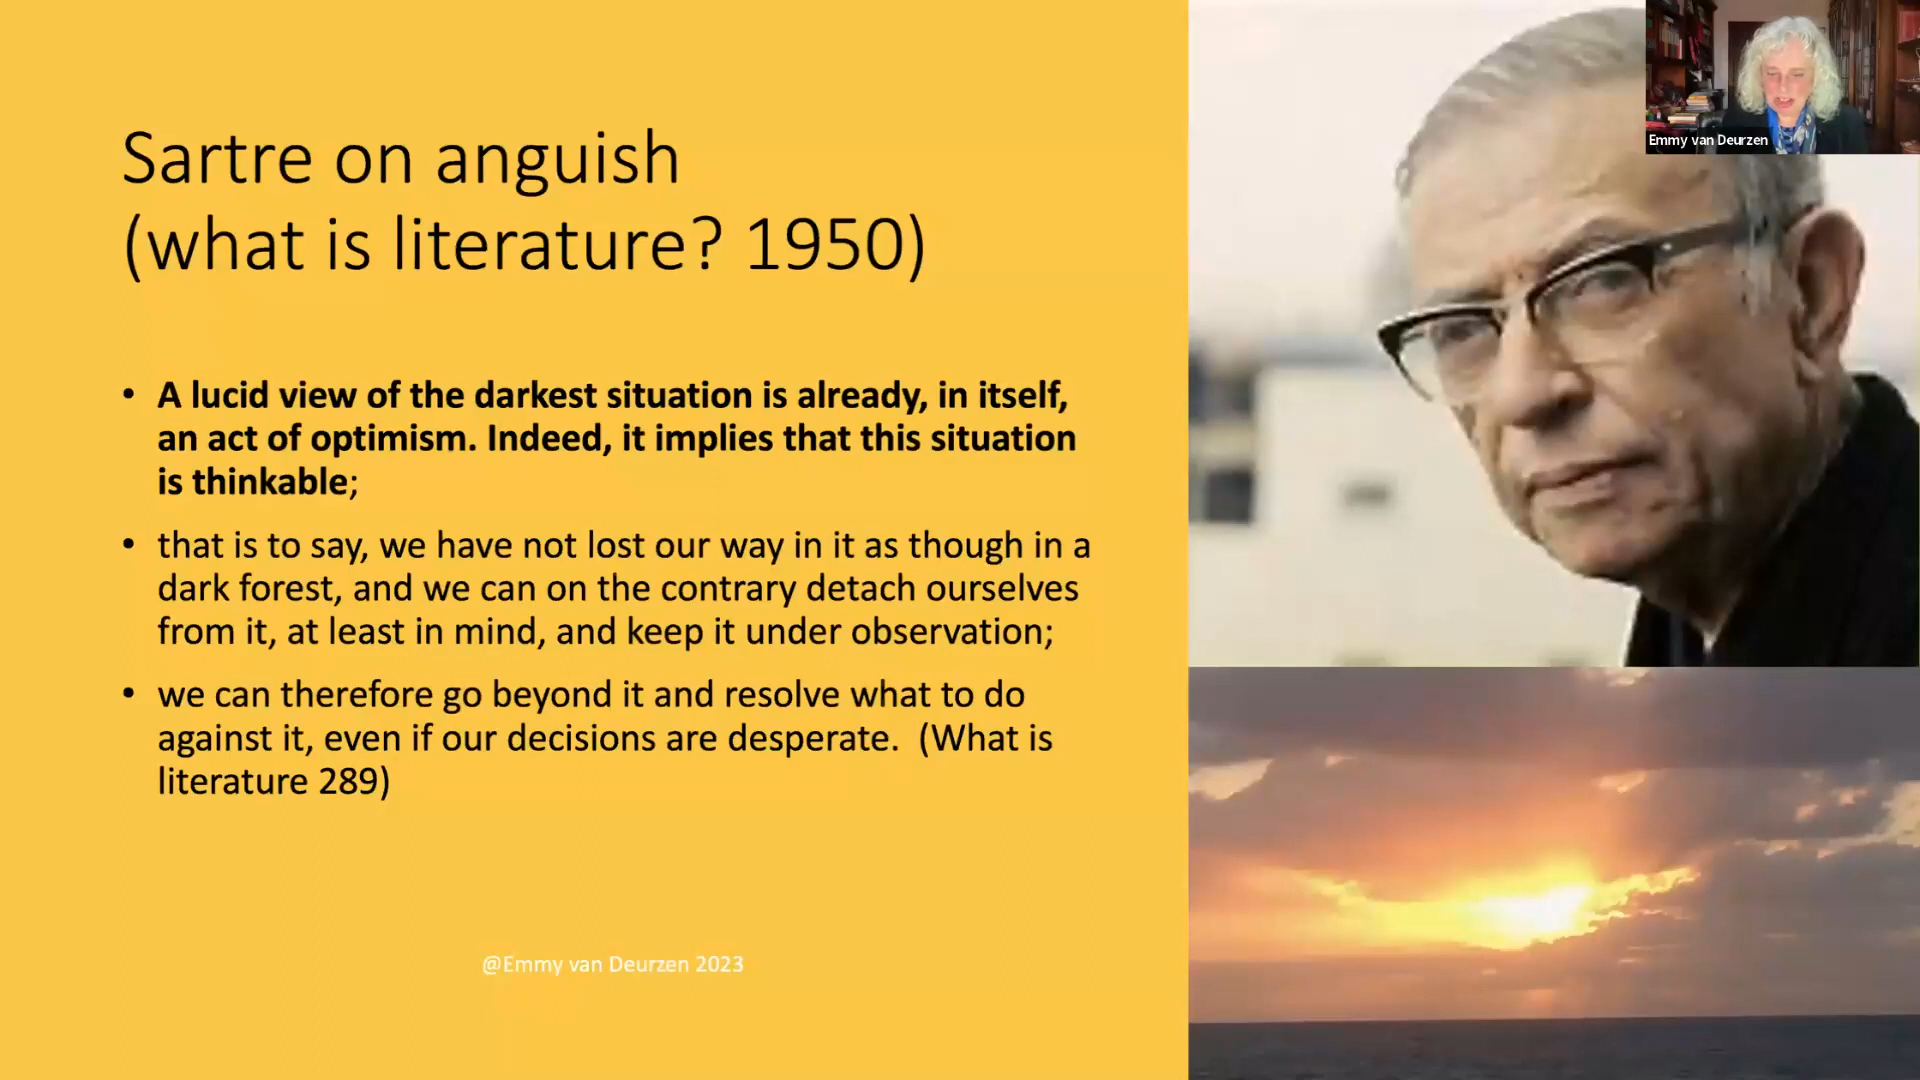 Emmy van Deurzen
Sartre on anguish
(what is literature? 1950)
• A lucid view of the darkest situation is already, in itself,
an act of optimism. Indeed, it implies that this situation
is thinkable;
• that is to say, we have not lost our way in it as though in a
dark forest, and we can on the contrary detach ourselves
from it, at least in mind, and keep it under observation;
• we can therefore go beyond it and resolve what to do
against it, even if our decisions are desperate.  (What is
literature 289)
@Emmy van Deurzen 2023